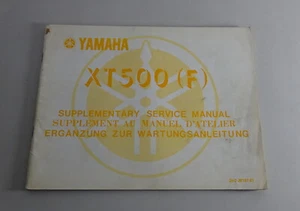 YAMAHA
XT500 (F)
SUPPLEMENTARY SERVICE MANUAL
SUPPLEMENT AU MANUEL D'ATELIER
ERGÄNZUNG ZUR WARTUNGSANLEITUNG